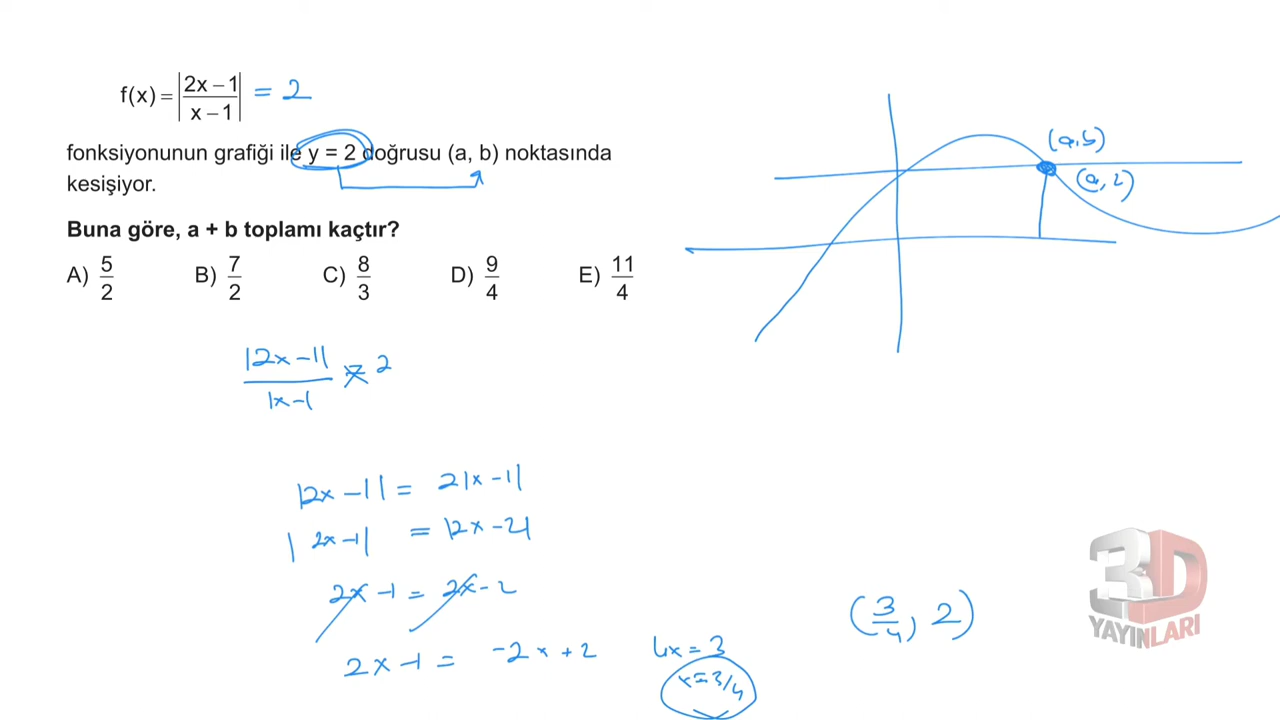 f(x) = |2x – 1 / x – 1| = 2
fonksiyonunun grafiği ile y = 2 doğrusu (a, b) noktasında
kesişiyor.
Buna göre, a + b toplamı kaçtır?
A) 5/2 B) 7/2 C) 8/3 D) 9/4 E) 11/4
(a,b)
(a, 2)
|2x – 1|
|x – 1 = 2
|2x – 1| = 2|x – 1|
|2x – 1| = |2x – 2|
2x – 1 = 2x – 2
2x – 1 = -2x + 2 4x = 3
x = 3/4
(3/4, 2)
3D
YAYINLARI